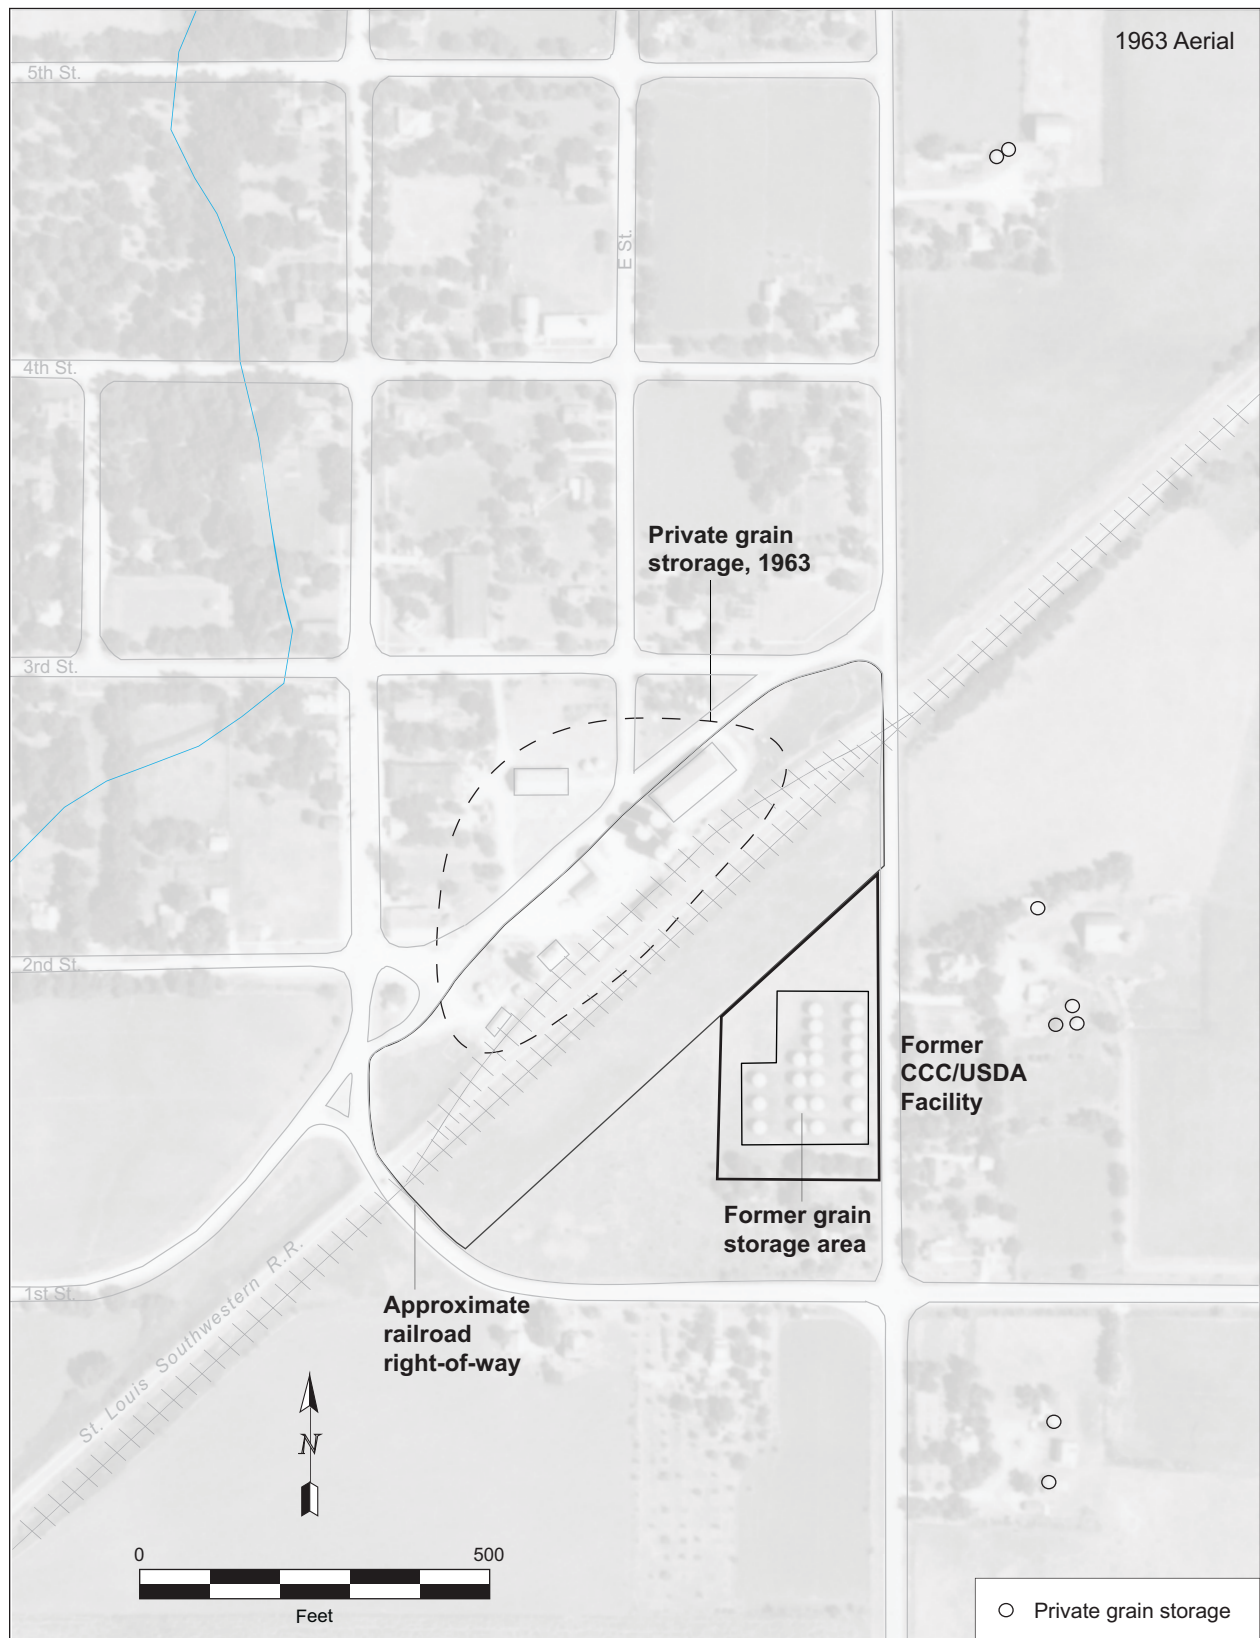 1963 Aerial
5th St.
E St.
4th St.
Private grain
strorage, 1963
3rd St.
2nd St.
Former
CCC/USDA
Facility
Former grain
storage area
1st St.
St. Louis Southwestern R.R.
Approximate
railroad
right-of-way
N
0 500
Feet
Private grain storage